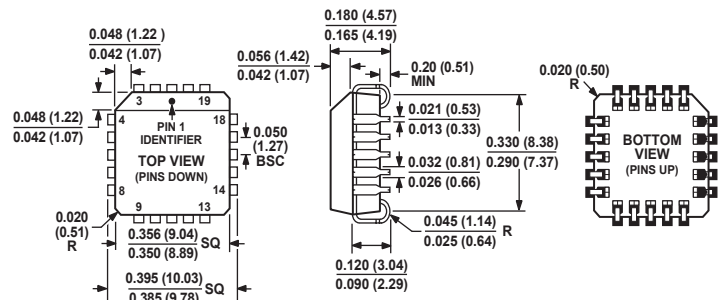 0.048 (1.22 )
0.042 (1.07)
0.048 (1.22)
0.042 (1.07)
3
19
4
18
PIN 1
IDENTIFIER
TOP VIEW
(PINS DOWN)
8
14
9
13
0.050
(1.27)
BSC
0.020
(0.51)
R
0.356 (9.04)
0.350 (8.89)
SQ
0.395 (10.03)
0.385 (9.78)
SQ
0.180 (4.57)
0.165 (4.19)
0.056 (1.42)
0.042 (1.07)
0.20 (0.51)
MIN
0.021 (0.53)
0.013 (0.33)
0.032 (0.81)
0.026 (0.66)
0.330 (8.38)
0.290 (7.37)
0.045 (1.14)
0.025 (0.64)
R
0.120 (3.04)
0.090 (2.29)
0.020 (0.50)
R
BOTTOM
VIEW
(PINS UP)